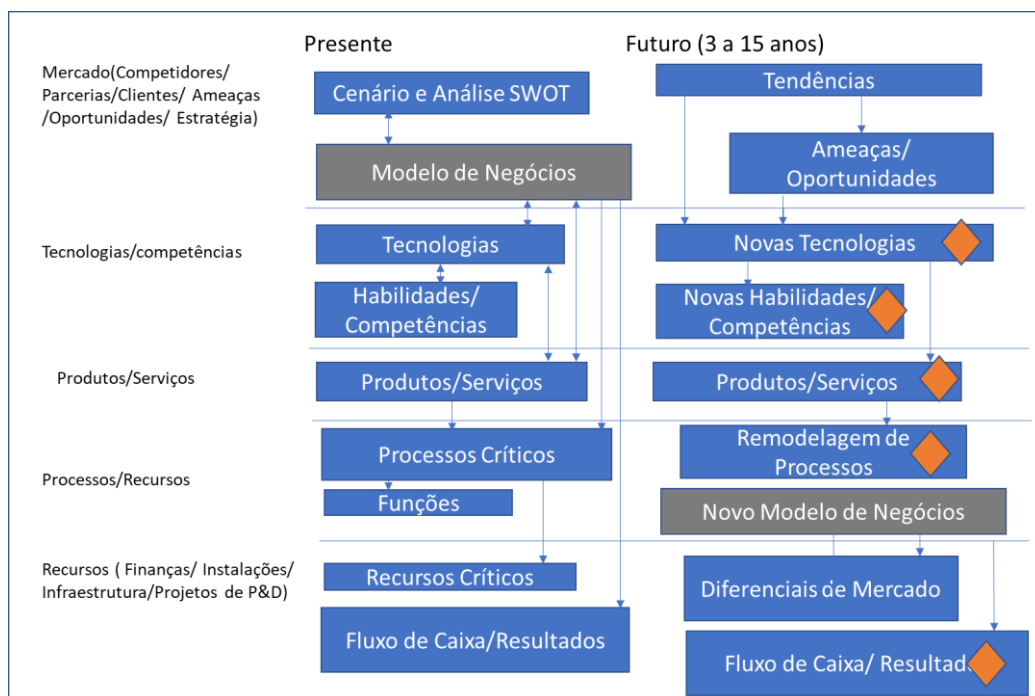 Presente
Futuro (3 a 15 anos)
Mercado(Competidores/
Parcerias/Clientes/ Ameaças
/Oportunidades/ Estratégia)
Cenário e Análise SWOT
Tendências
Modelo de Negócios
Ameaças/
Oportunidades
Tecnologias/competências
Tecnologias
Novas Tecnologias
Habilidades/
Competências
Novas Habilidades/
Competências
Produtos/Serviços
Produtos/Serviços
Produtos/Serviços
Processos/Recursos
Processos Críticos
Remodelagem de
Processos
Funções
Novo Modelo de Negócios
Recursos ( Finanças/ Instalações/
Infraestrutura/Projetos de P&D)
Recursos Críticos
Diferenciais de Mercado
Fluxo de Caixa/Resultados
Fluxo de Caixa/ Resultad